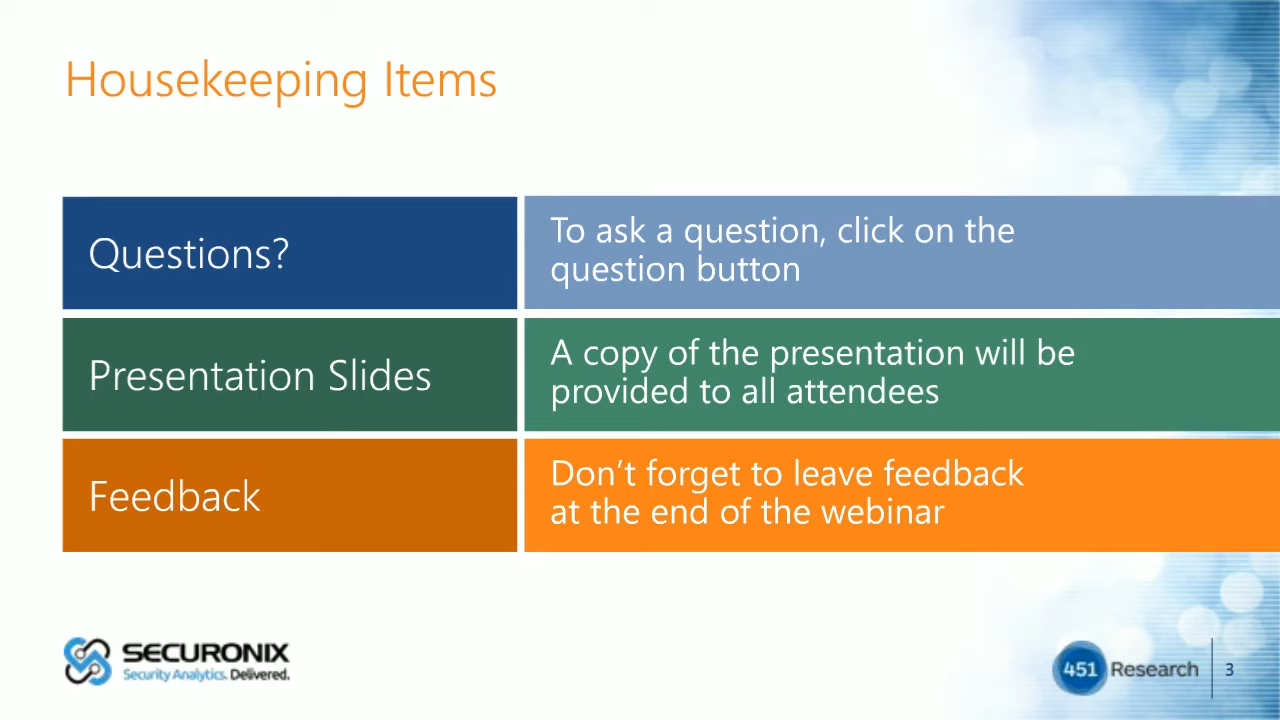 Housekeeping Items
Questions?
To ask a question, click on the
question button
Presentation Slides
A copy of the presentation will be
provided to all attendees
Feedback
Don’t forget to leave feedback
at the end of the webinar
SECURONIX
Security Analytics. Delivered.
451 Research
3